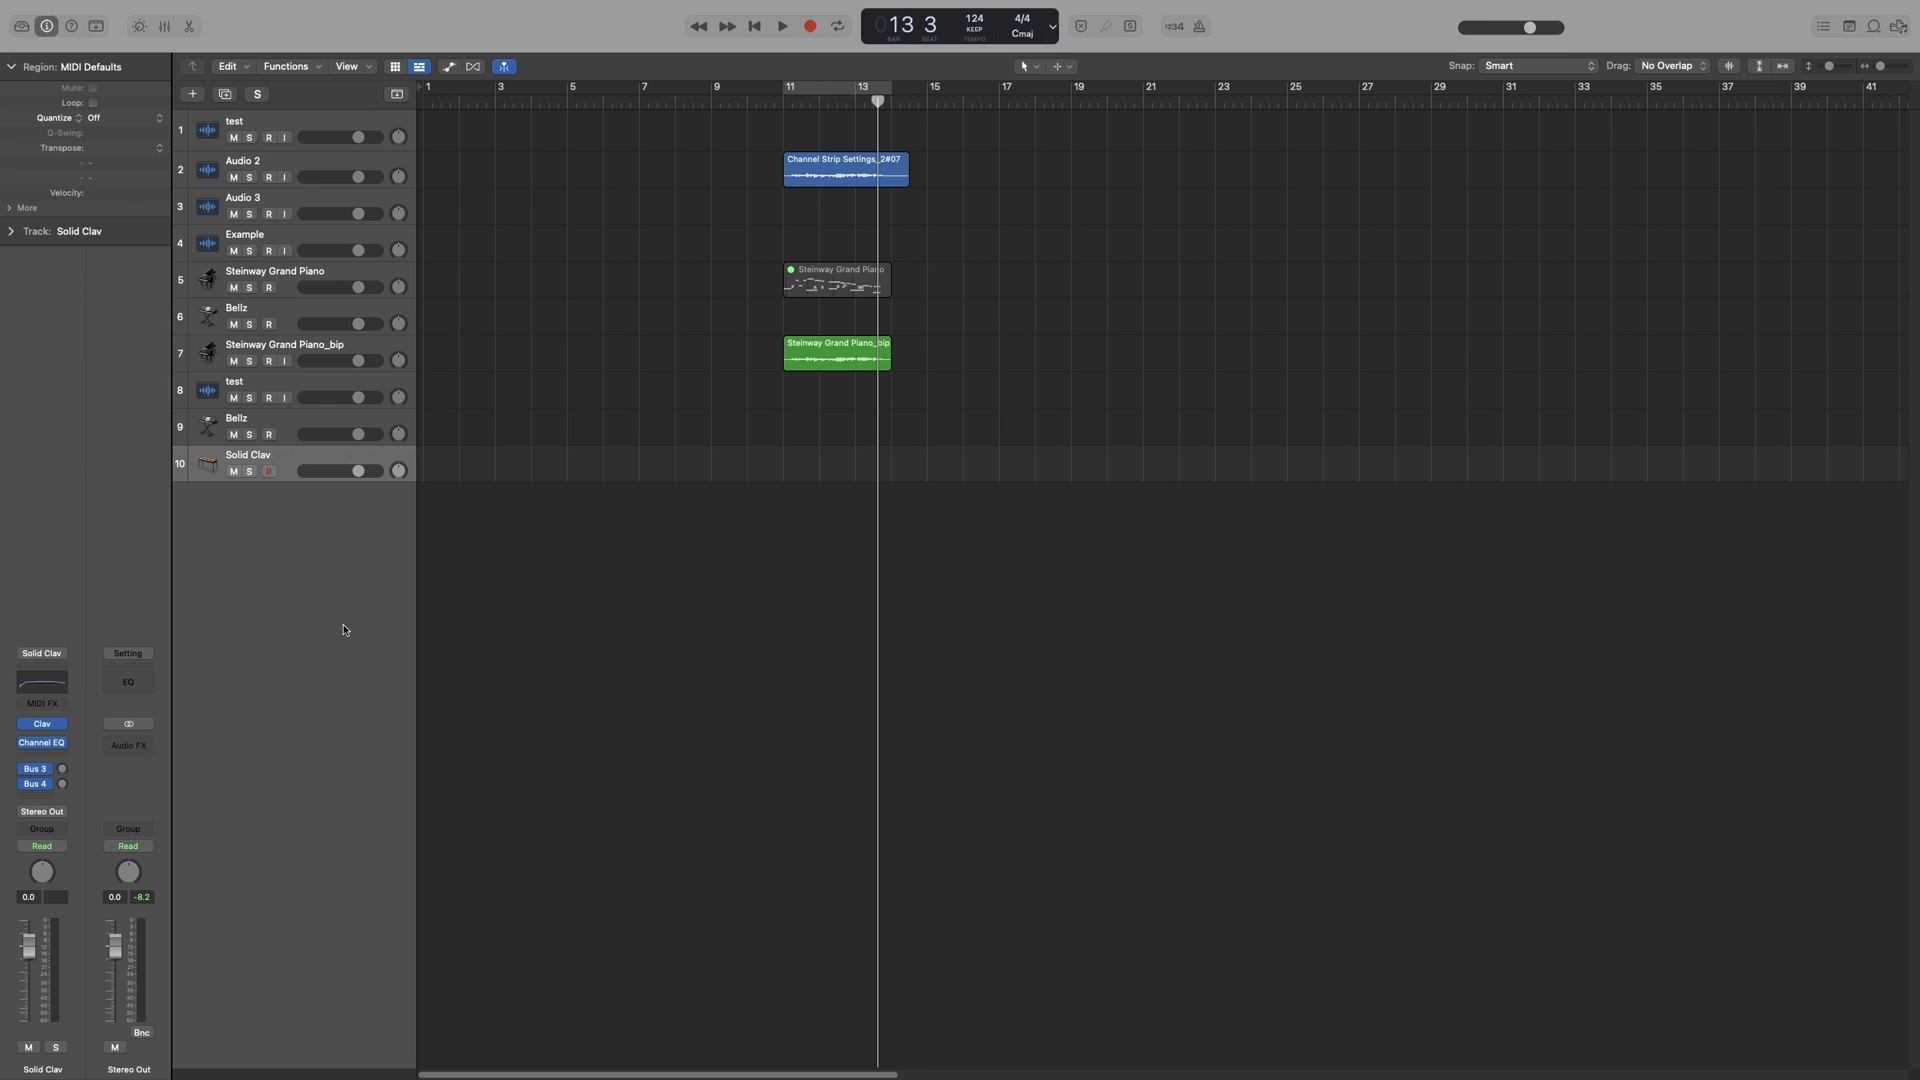 013 3
BAR BEAT
124
KEEP
TEMPO
4/4
Cmaj
1234
Region: MIDI Defaults
Mute:
Loop:
Quantize Off
Q-Swing:
Transpose:
- -
- -
Velocity:
More
Track: Solid Clav
Edit Functions View
Snap: Smart Drag: No Overlap
S
1 3 5 7 9 11 13 15 17 19 21 23 25 27 29 31 33 35 37 39 41
1 test
M S R I
2 Audio 2
M S R I
Channel Strip Settings_2#07
3 Audio 3
M S R I
4 Example
M S R I
5 Steinway Grand Piano
M S R
Steinway Grand Piano
6 Bellz
M S R
7 Steinway Grand Piano_bip
M S R I
Steinway Grand Piano_bip
8 test
M S R I
9 Bellz
M S R
10 Solid Clav
M S R
Solid Clav Setting
EQ
MIDI FX
Clav
Channel EQ Audio FX
Bus 3
Bus 4
Stereo Out
Group Group
Read Read
0.0 0.0 -8.2
Bnc
M S M
Solid Clav Stereo Out